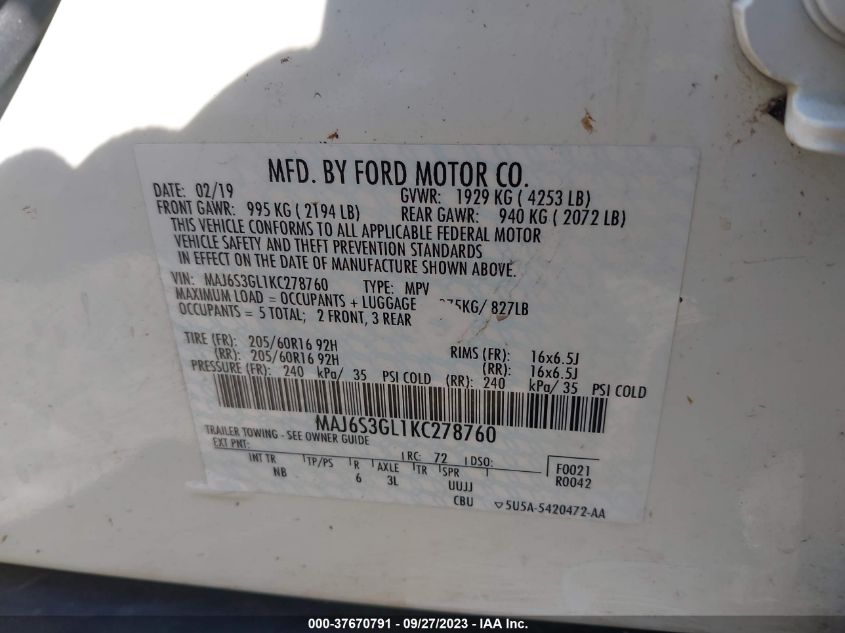 MFD. BY FORD MOTOR CO.
DATE: 02/19 GVWR: 1929 KG ( 4253 LB)
FRONT GAWR: 995 KG ( 2194 LB) REAR GAWR: 940 KG ( 2072 LB)
THIS VEHICLE CONFORMS TO ALL APPLICABLE FEDERAL MOTOR
VEHICLE SAFETY AND THEFT PREVENTION STANDARDS
IN EFFECT ON THE DATE OF MANUFACTURE SHOWN ABOVE.
VIN: MAJ6S3GL1KC278760 TYPE: MPV
MAXIMUM LOAD = OCCUPANTS + LUGGAGE 75KG/ 827LB
OCCUPANTS = 5 TOTAL; 2 FRONT, 3 REAR
TIRE (FR): 205/60R16 92H RIMS (FR): 16x6.5J
(RR): 205/60R16 92H (RR): 16x6.5J
PRESSURE (FR): 240 kPa/ 35 PSI COLD (RR): 240 kPa/ 35 PSI COLD
MAJ6S3GL1KC278760
TRAILER TOWING - SEE OWNER GUIDE
EXT PNT: RC: 72 DSO: F0021
INT TR TP/PS R AXLE TR SPR R0042
NB 6 3L UUJJ
CBU 5U5A-5420472-AA
000-37670791 - 09/27/2023 - IAA Inc.